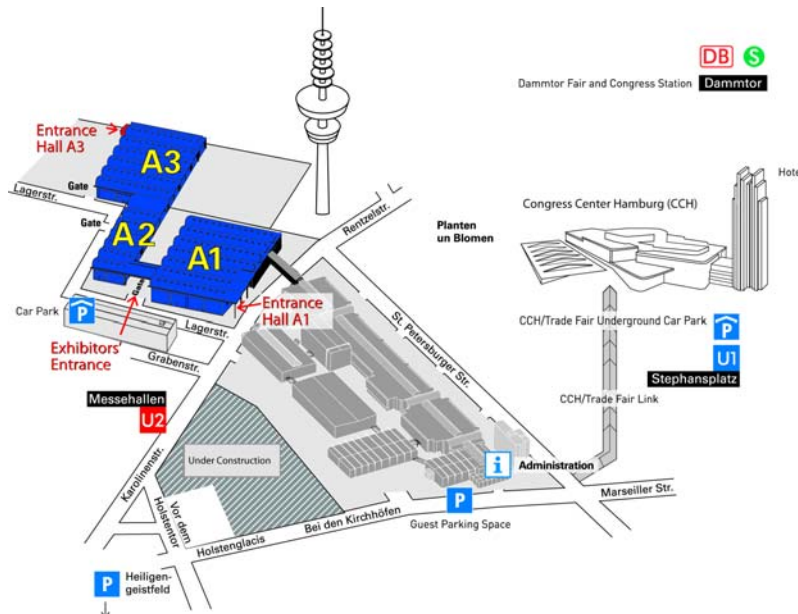 DB
S
Dammtor Fair and Congress Station
Dammtor
Entrance
Hall A3
A3
Gate
Lagerstr.
Gate
A2
A1
Rentzelstr.
Planten
un Blomen
Hote
Congress Center Hamburg (CCH)
Gate
Car Park
P
Lagerstr.
Entrance
Hall A1
Exhibitors
Entrance
Grabenstr.
St. Petersburger Str.
CCH/Trade Fair Underground Car Park
P
U1
Stephansplatz
Messehallen
U2
CCH/Trade Fair Link
Karolinenstr.
Under Construction
i
Administration
Marseiller Str.
P
Guest Parking Space
Vor dem
Holstentor
Bei den Kirchhöfen
Holstenglacis
P
Heiligen-
geistfeld